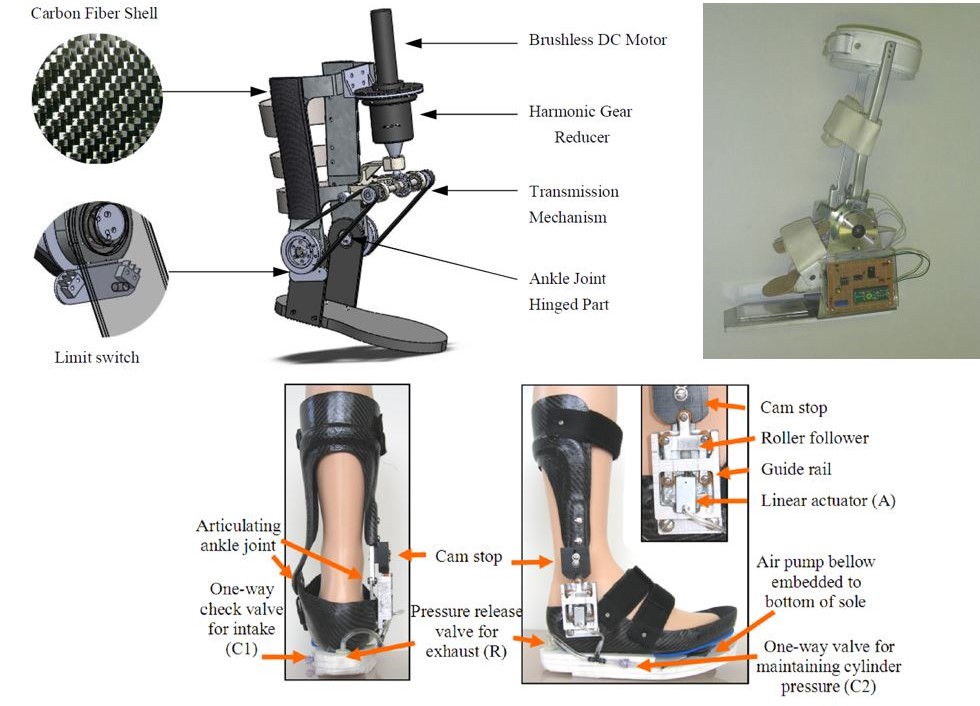 Carbon Fiber Shell
Brushless DC Motor
Harmonic Gear
Reducer
Transmission
Mechanism
Ankle Joint
Hinged Part
Limit switch
Cam stop
Roller follower
Guide rail
Linear actuator (A)
Articulating
ankle joint
Cam stop
One-way
check valve
for intake
(C1)
Pressure release
valve for
exhaust (R)
Air pump bellow
embedded to
bottom of sole
One-way valve for
maintaining cylinder
pressure (C2)